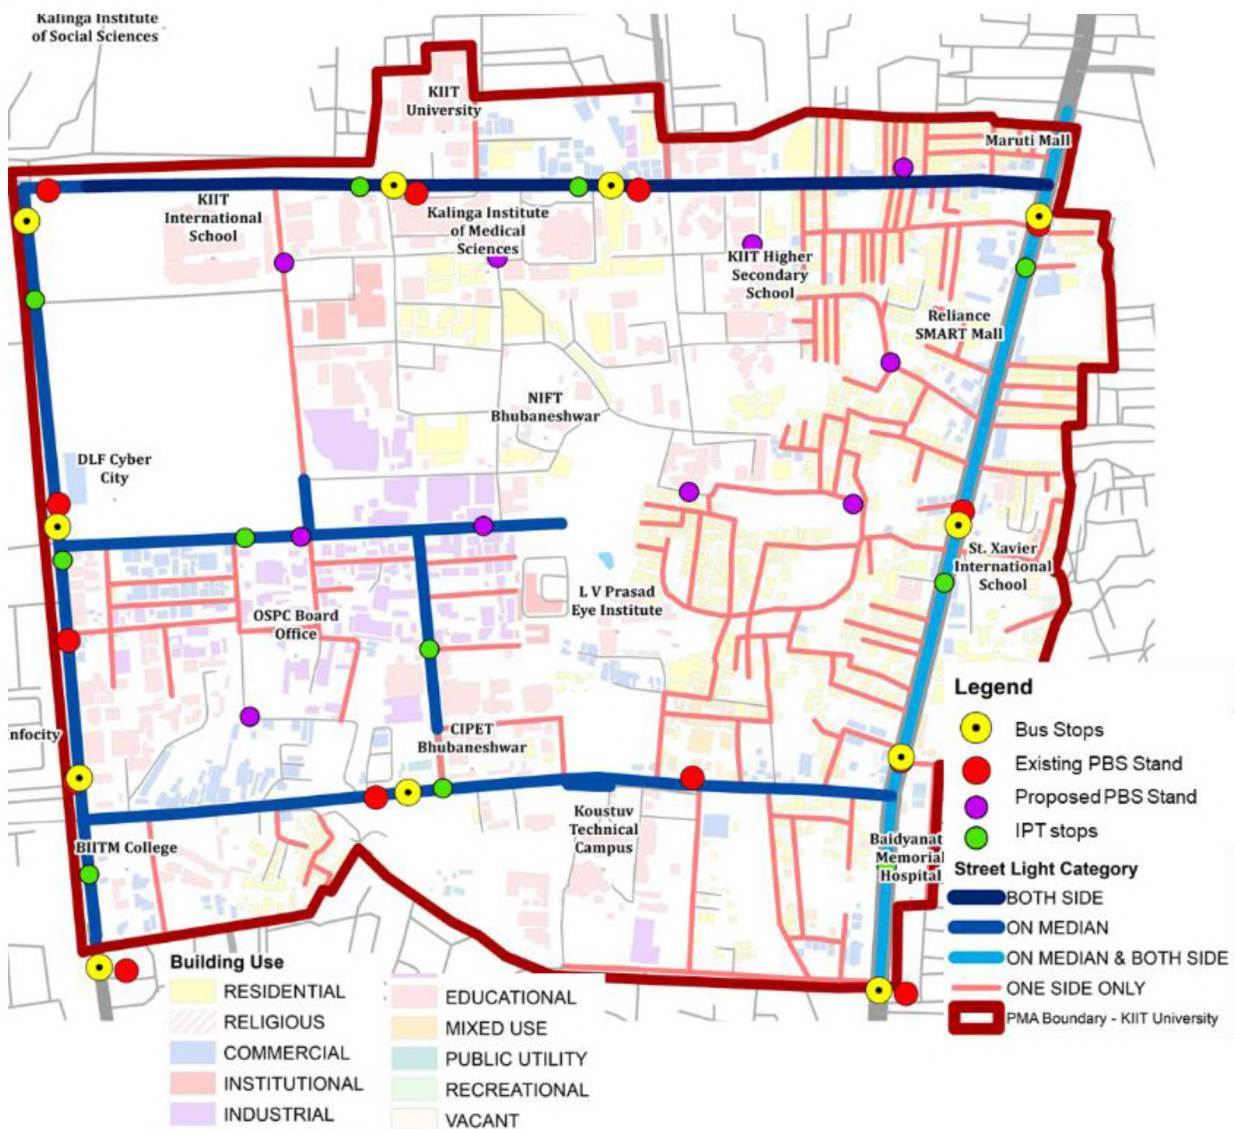 Kalinga Institute
of Social Sciences
KIIT
University
Maruti Mall
KIIT
International
School
Kalinga Institute
of Medical
Sciences
KIIT Higher
Secondary
School
Reliance
SMART Mall
NIFT
Bhubaneshwar
DLF Cyber
City
St. Xavier
International
School
L V Prasad
Eye Institute
OSPC Board
Office
nfocity
CIPET
Bhubaneshwar
Koustuv
Technical
Campus
BIITM College
Baidyanat
Memorial
Hospital
Legend
Bus Stops
Existing PBS Stand
Proposed PBS Stand
IPT stops
Street Light Category
BOTH SIDE
ON MEDIAN
ON MEDIAN & BOTH SIDE
ONE SIDE ONLY
PMA Boundary - KIIT University
Building Use
RESIDENTIAL
RELIGIOUS
COMMERCIAL
INSTITUTIONAL
INDUSTRIAL
EDUCATIONAL
MIXED USE
PUBLIC UTILITY
RECREATIONAL
VACANT